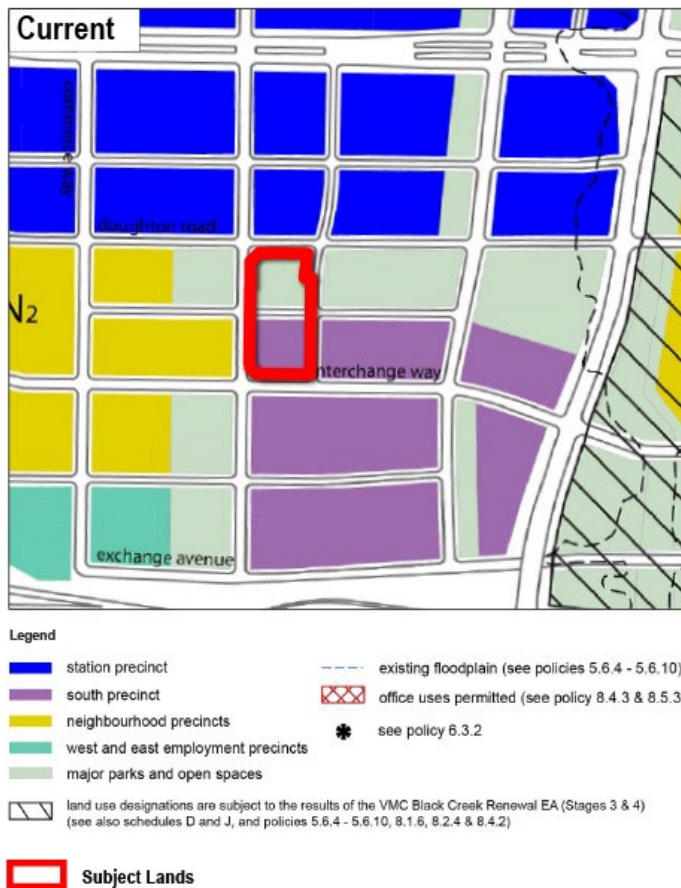 Current
commerce way
doughton road
N2
nterchange way
exchange avenue
Legend
station precinct
south precinct
neighbourhood precincts
west and east employment precincts
major parks and open spaces
existing floodplain (see policies 5.6.4 - 5.6.10)
office uses permitted (see policy 8.4.3 & 8.5.3
see policy 6.3.2
land use designations are subject to the results of the VMC Black Creek Renewal EA (Stages 3 & 4)
(see also schedules D and J, and policies 5.6.4 - 5.6.10, 8.1.6, 8.2.4 & 8.4.2)
Subject Lands